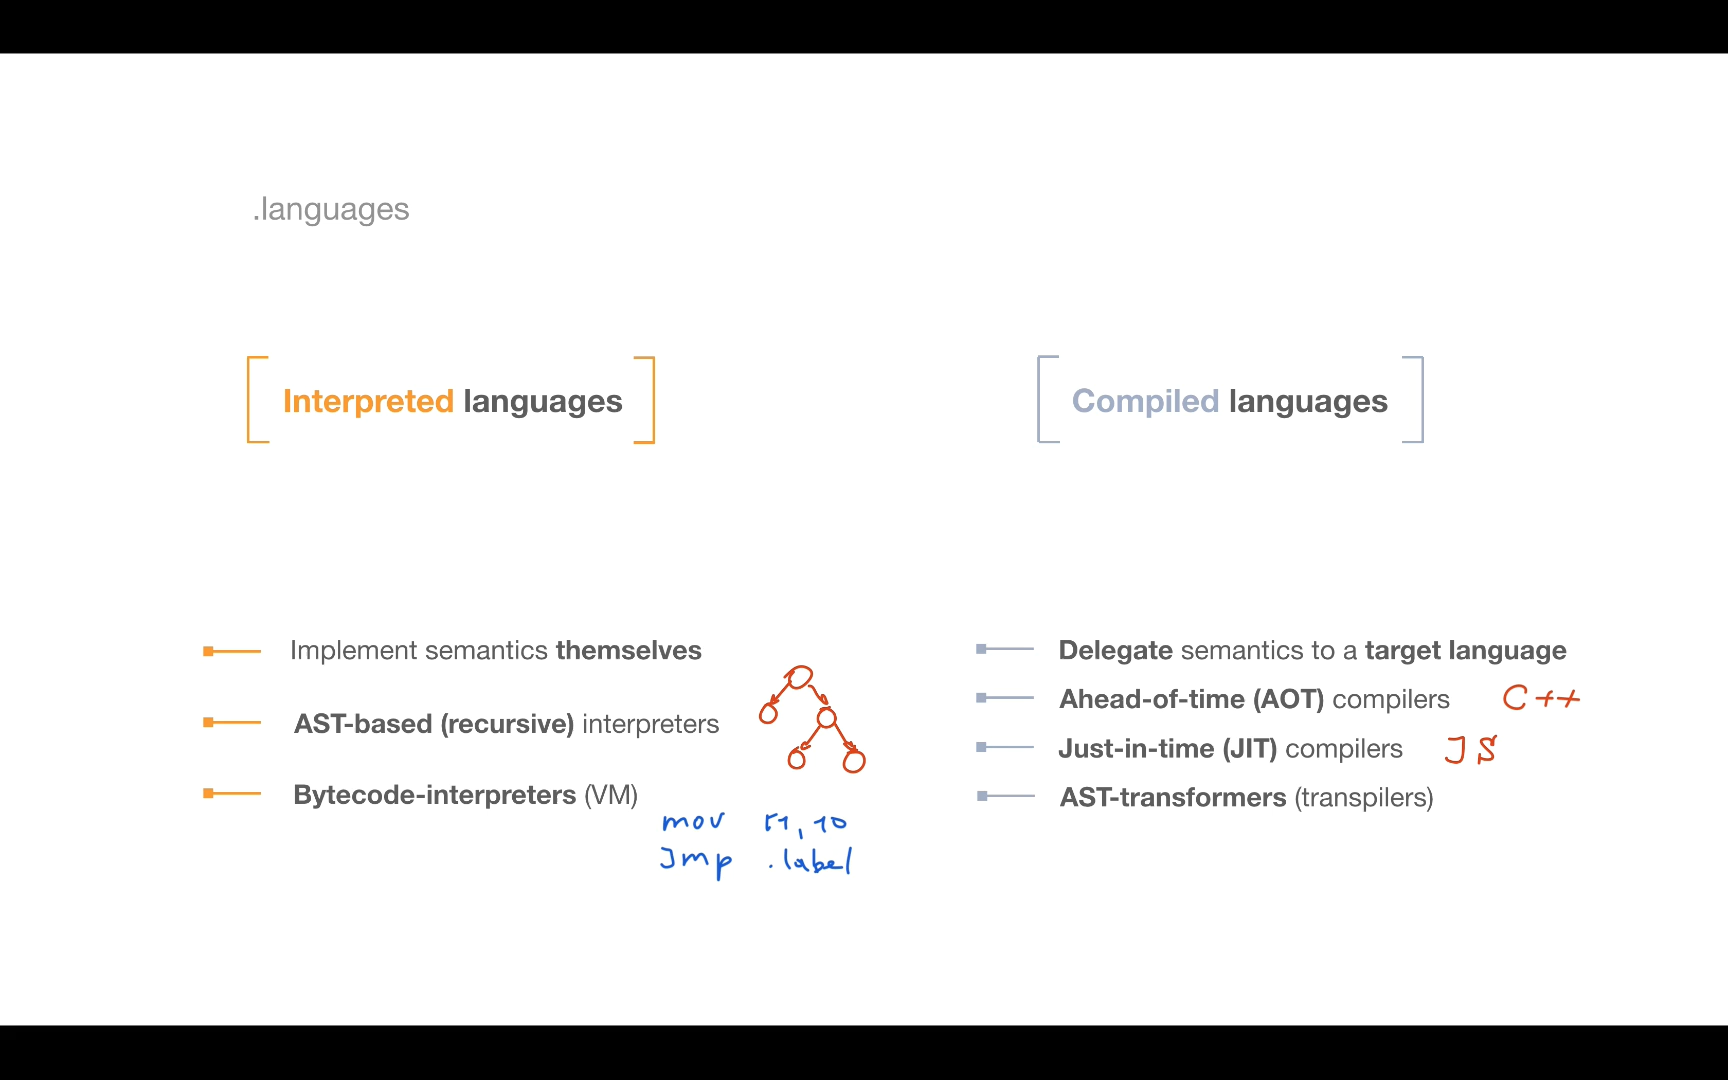 .languages
Interpreted languages
Compiled languages
Implement semantics themselves
AST-based (recursive) interpreters
Bytecode-interpreters (VM)
mov r1, 10
Jmp .label
Delegate semantics to a target language
Ahead-of-time (AOT) compilers C++
Just-in-time (JIT) compilers JS
AST-transformers (transpilers)